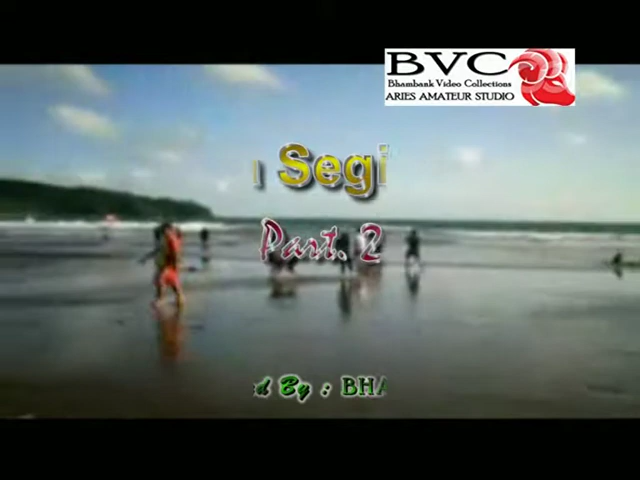 BVC
Bhambank Video Collections
ARIES AMATEUR STUDIO
Segi
Part. 2
d By : BHA